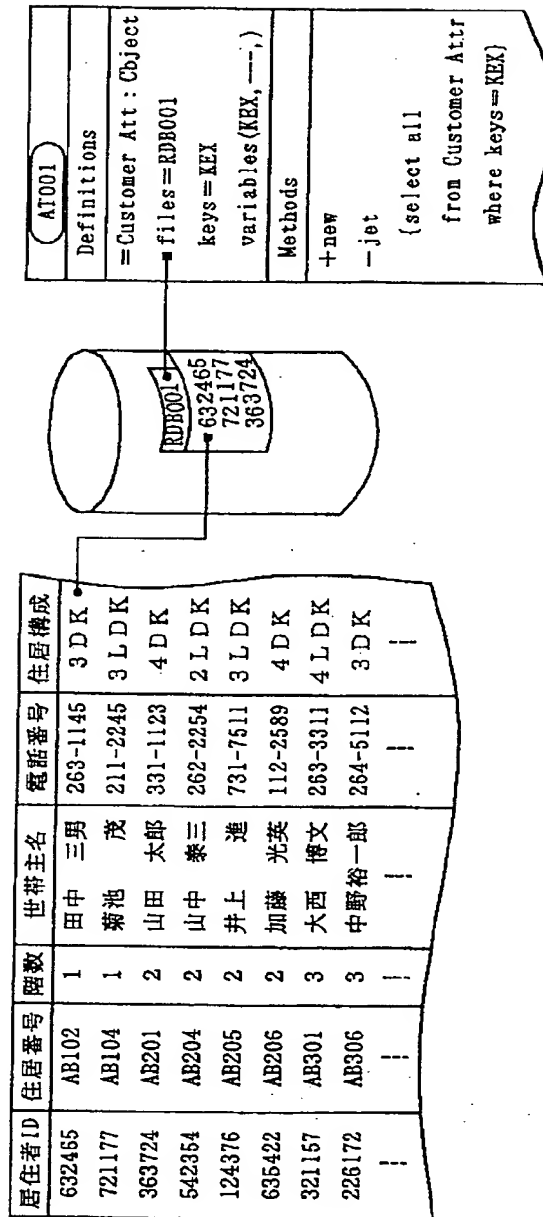 居住者ID 住居番号 階数 世帯主名 電話番号 住居構成
632465 AB102 1 田中 三男 263-1145 3DK
721177 AB104 1 菊池 茂 211-2245 3LDK
363724 AB201 2 山田 太郎 331-1123 4DK
542354 AB204 2 山中 泰三 262-2254 2LDK
124376 AB205 2 井上 進 731-7511 3LDK
635422 AB206 2 加藤 光英 112-2589 4DK
321157 AB301 3 大西 博文 263-3311 4LDK
226172 AB306 3 中野裕一郎 264-5112 3DK
RDB001
632465
721177
363724
AT001
Definitions
=Customer Att : Cbject
files=RDB001
keys=KEX
variables(KEX, ---,)
Methods
+new
-jet
{select all
from Customer Attr
where keys=KEX}